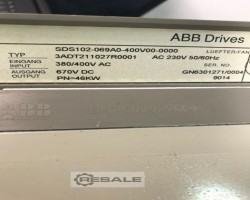 ABB Drives
SDS102-069A0-400V00-0000
TYP 3ADT211027R0001 AC 230V 50/60Hz LUEFTER/FAN
EINGANG INPUT 380/400V AC SER. NO.
AUSGANG OUTPUT 670V DC GN6301271/0004
PN=46KW 9014
RESALE